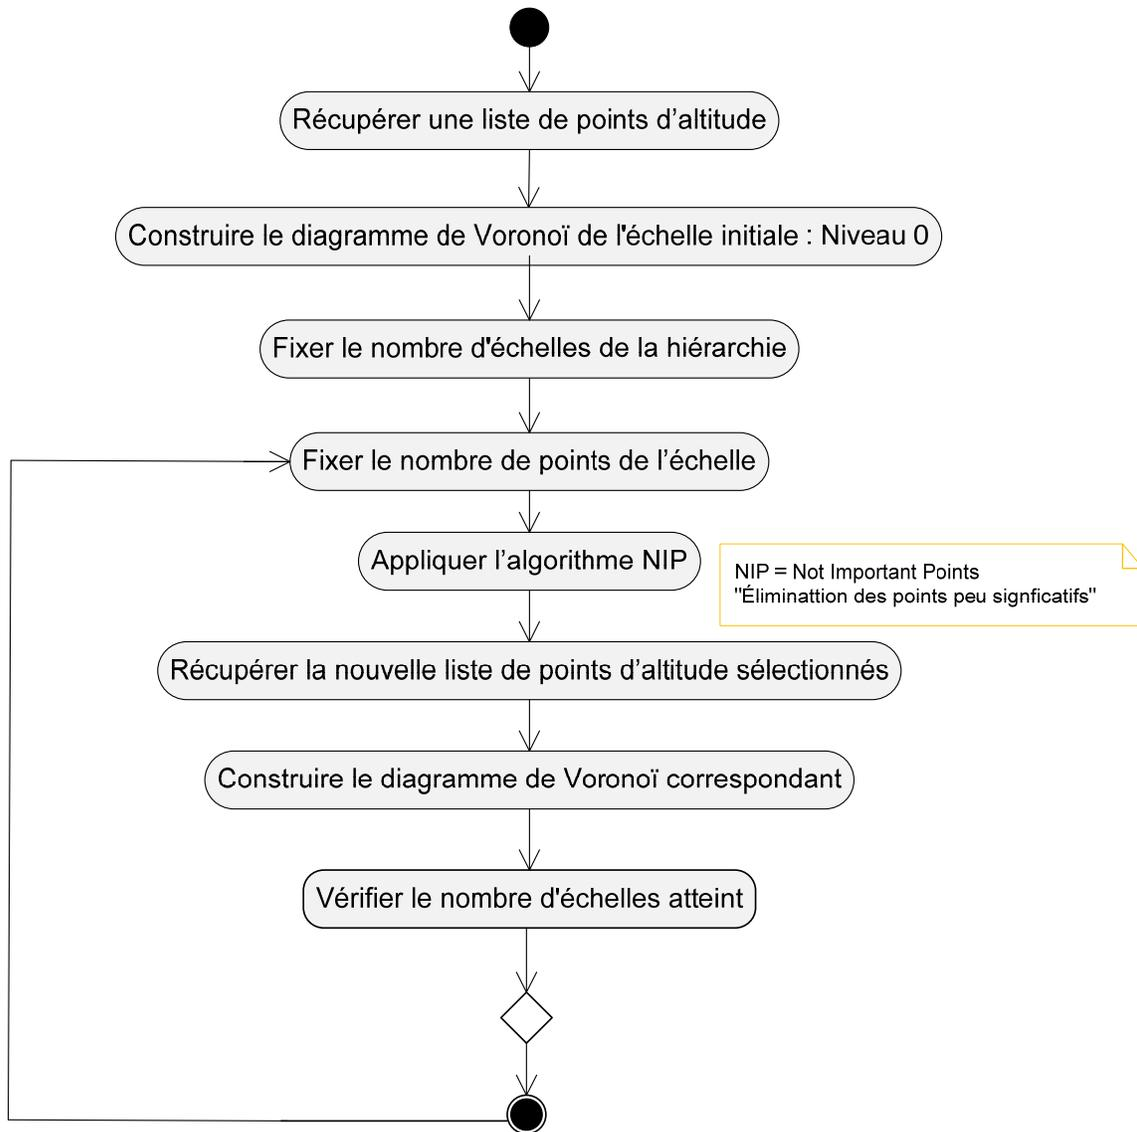 Récupérer une liste de points d’altitude
Construire le diagramme de Voronoï de l'échelle initiale : Niveau 0
Fixer le nombre d'échelles de la hiérarchie
Fixer le nombre de points de l’échelle
Appliquer l’algorithme NIP
NIP = Not Important Points
"Éliminattion des points peu signficatifs"
Récupérer la nouvelle liste de points d’altitude sélectionnés
Construire le diagramme de Voronoï correspondant
Vérifier le nombre d'échelles atteint